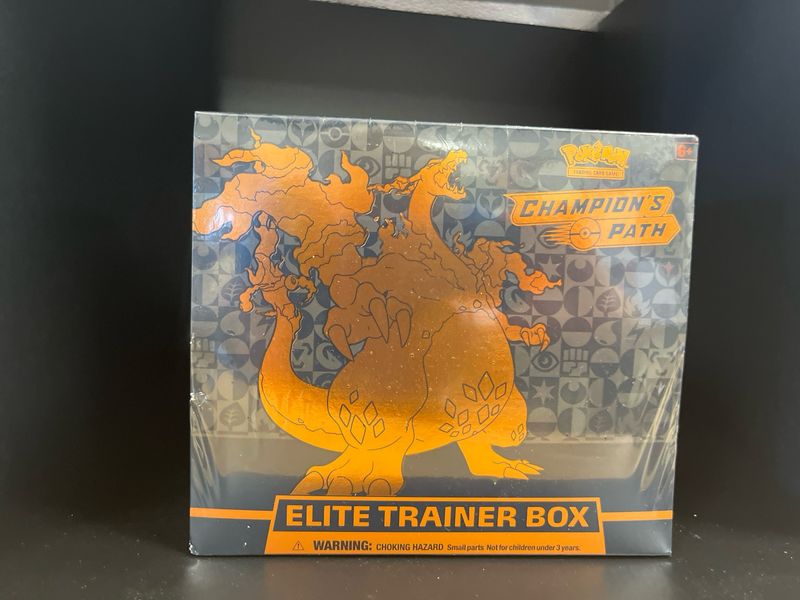 6+
Pokémon
TRADING CARD GAME
CHAMPION'S
PATH
ELITE TRAINER BOX
⚠ WARNING: CHOKING HAZARD Small parts Not for children under 3 years.